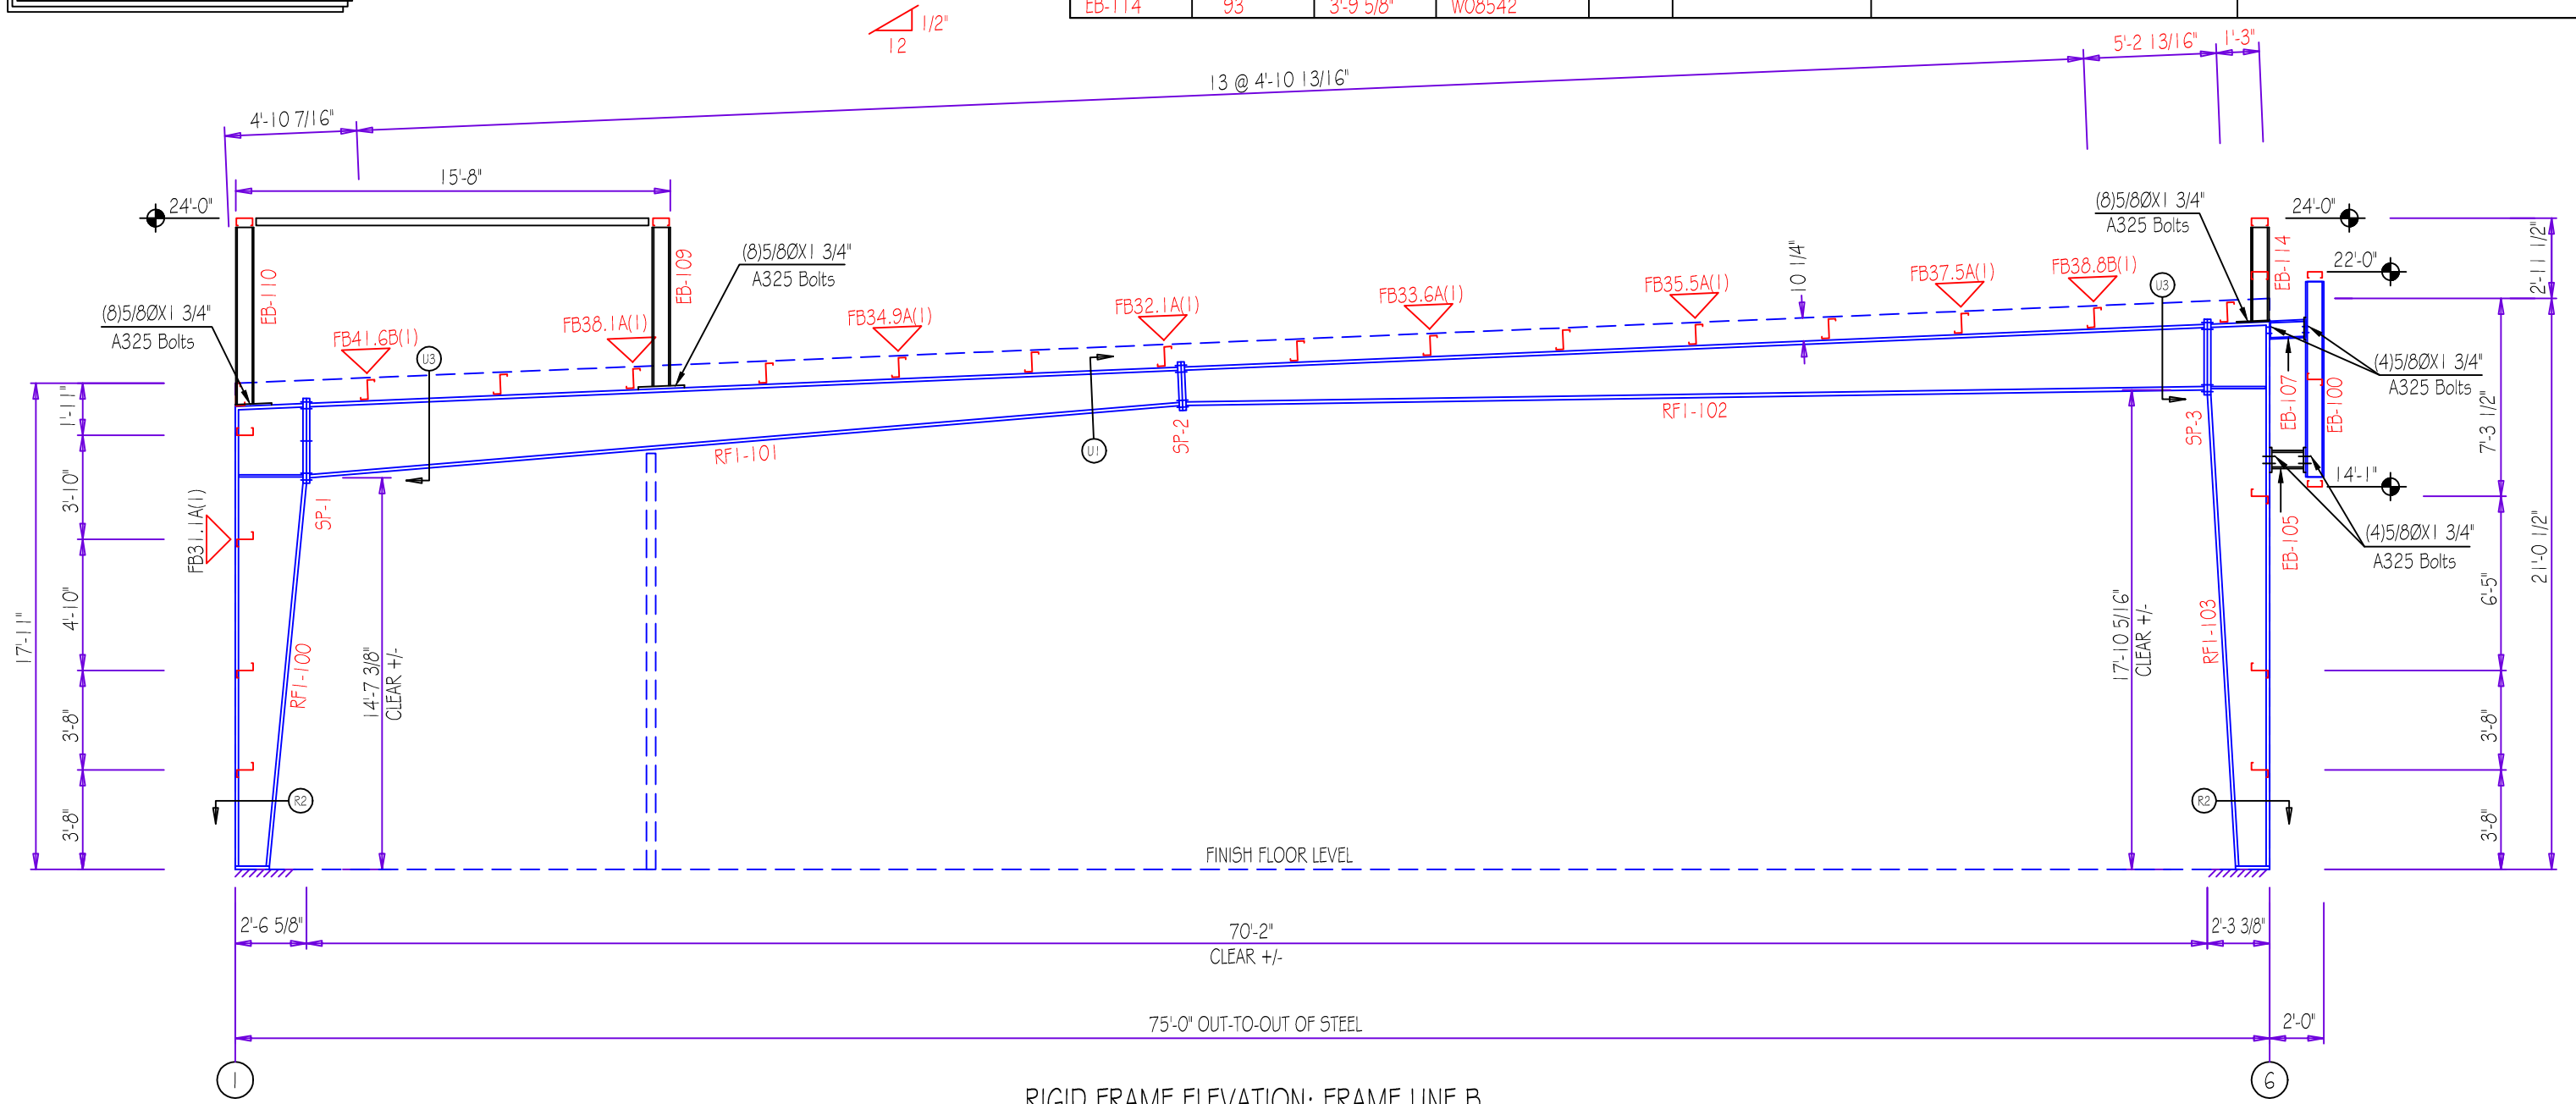 EB-114 93 3'-9 5/8" W08542
1/2"
12
5'-2 13/16" 1'-3"
13 @ 4'-10 13/16"
4'-10 7/16"
15'-8"
24'-0"
(8)5/8ØX1 3/4"
A325 Bolts
24'-0"
EB-110
EB-109
(8)5/8ØX1 3/4"
A325 Bolts
10 1/4"
EB-114
22'-0"
2'-11 1/2"
(8)5/8ØX1 3/4"
A325 Bolts
FB41.6B(1)
FB38.1A(1)
FB34.9A(1)
FB32.1A(1)
FB33.6A(1)
FB35.5A(1)
FB37.5A(1)
FB38.8B(1)
U3
U3
(4)5/8ØX1 3/4"
A325 Bolts
EB-107
EB-100
1'-11"
RF1-101
U1
SP-2
RF1-102
SP-3
7'-3 1/2"
14'-1"
3'-10"
SP-1
FB31.1A(1)
(4)5/8ØX1 3/4"
A325 Bolts
EB-105
21'-0 1/2"
17'-11"
4'-10"
RF1-100
14'-7 3/8"
CLEAR +/-
17'-10 5/16"
CLEAR +/-
RF1-103
6'-5"
3'-8"
3'-8"
R2
R2
3'-8"
3'-8"
FINISH FLOOR LEVEL
2'-6 5/8"
70'-2"
CLEAR +/-
2'-3 3/8"
75'-0" OUT-TO-OUT OF STEEL
2'-0"
1
6
RIGID FRAME ELEVATION: FRAME LINE B